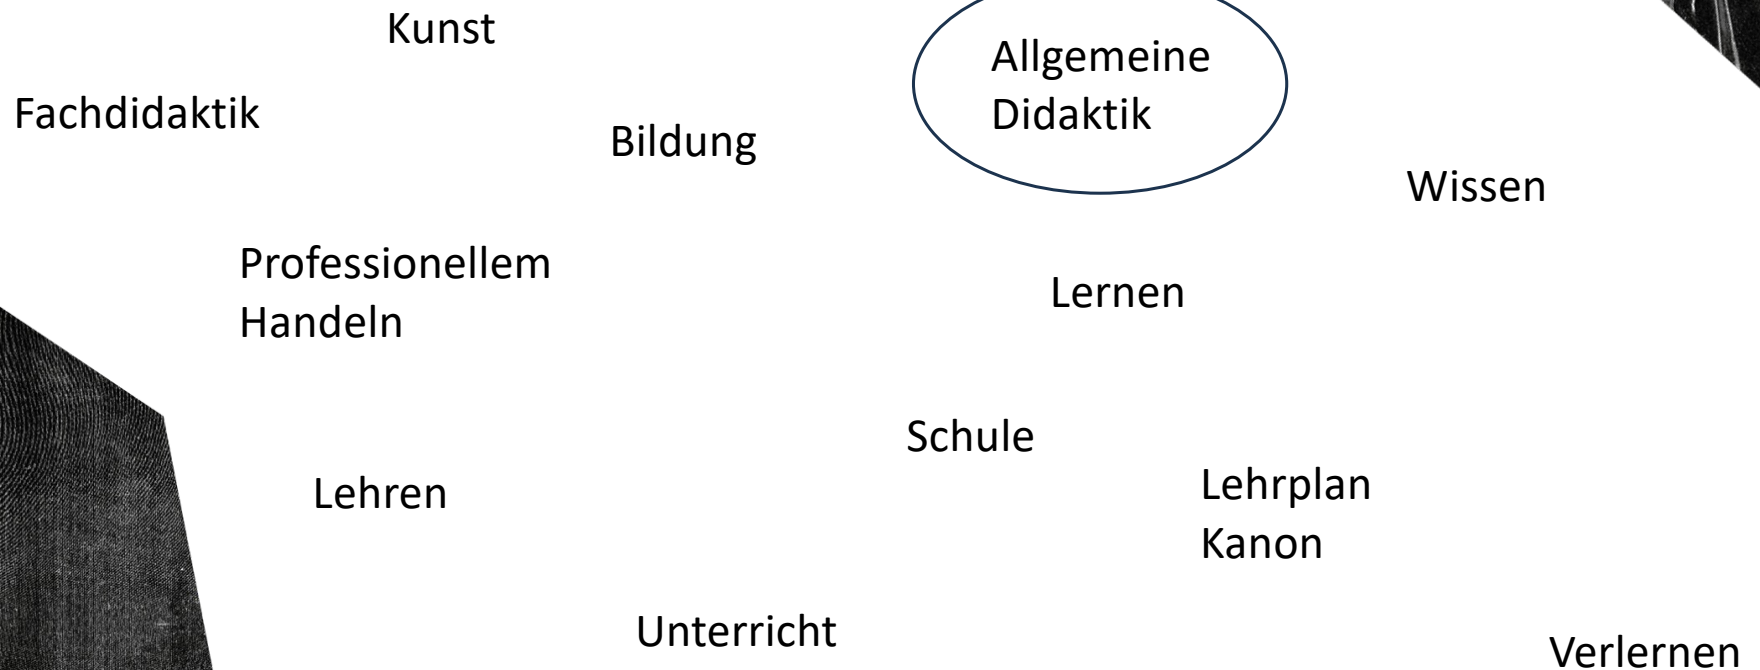 Kunst
Allgemeine
Didaktik
Fachdidaktik
Bildung
Wissen
Professionellem
Handeln
Lernen
Schule
Lehren
Lehrplan
Kanon
Unterricht
Verlernen